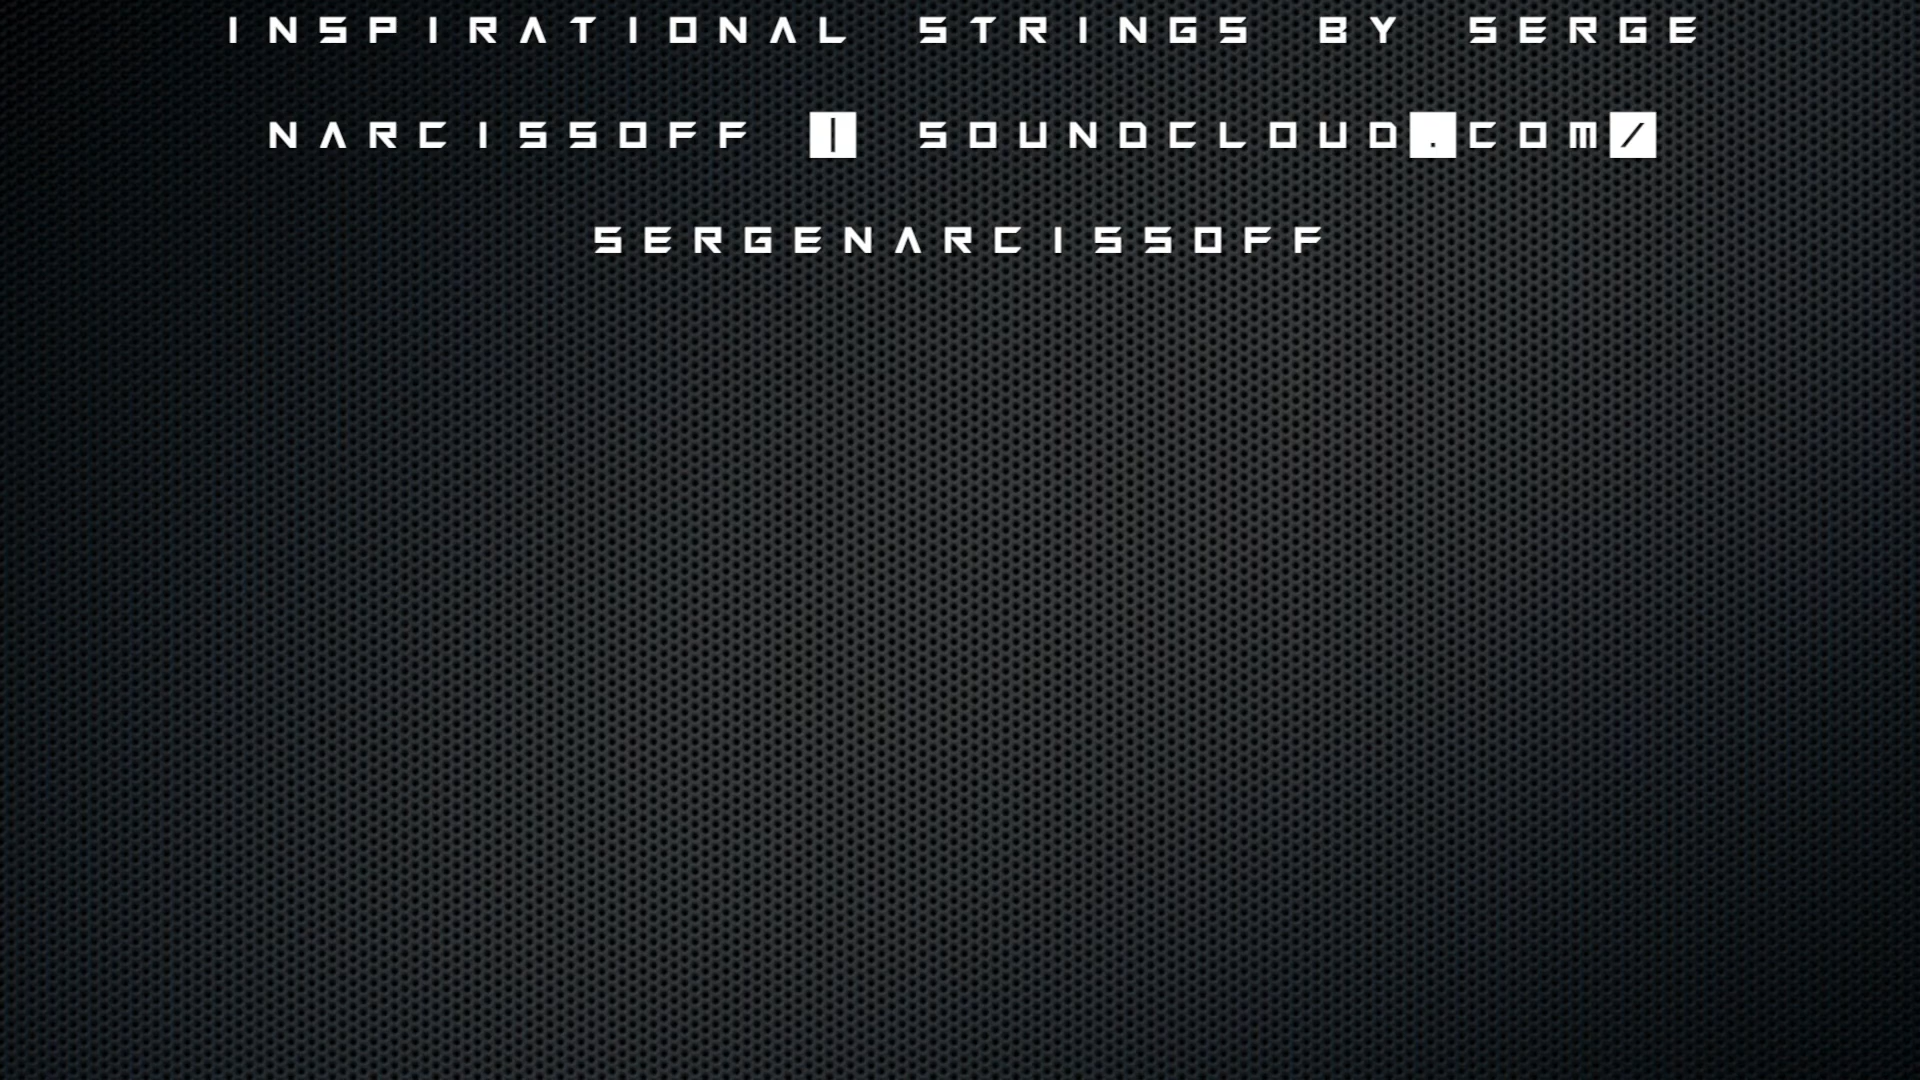 INSPIRATIONAL STRINGS BY SERGE
NARCISSOFF | SOUNDCLOUD.COM/
SERGENARCISSOFF